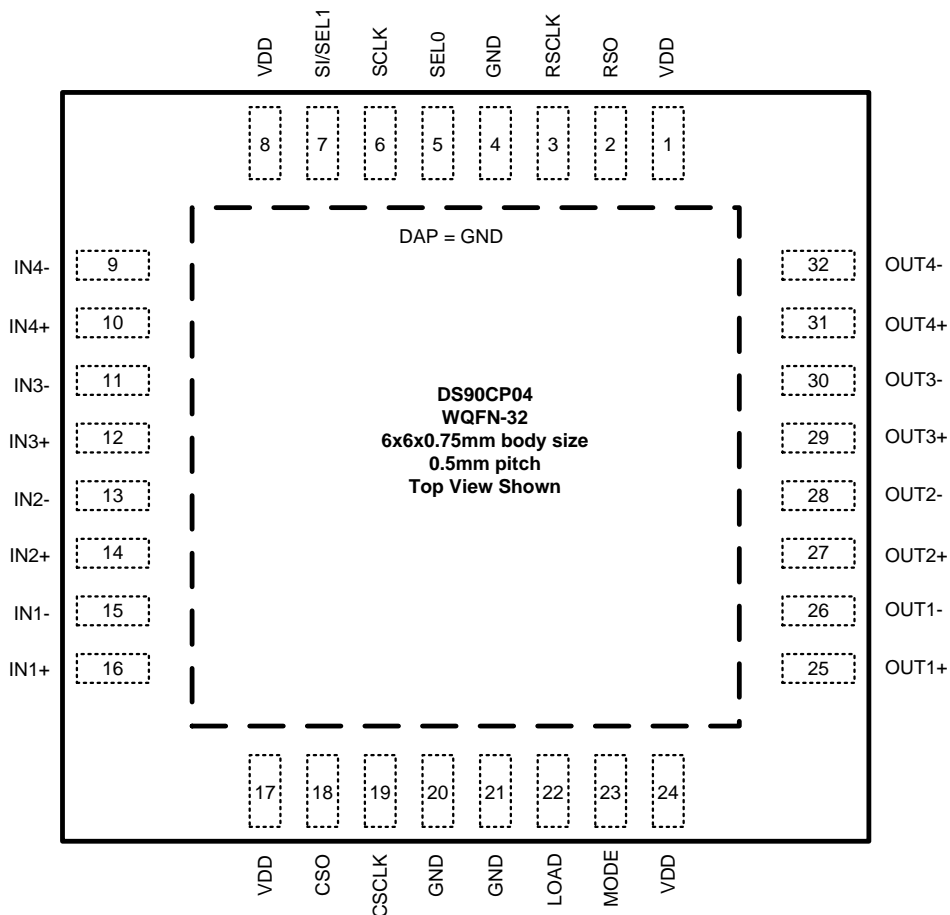 VDD
SI/SEL1
SCLK
SEL0
GND
RSCLK
RSO
VDD
8
7
6
5
4
3
2
1
DAP = GND
IN4- 9
32 OUT4-
IN4+ 10
31 OUT4+
IN3- 11
30 OUT3-
IN3+ 12
29 OUT3+
IN2- 13
28 OUT2-
IN2+ 14
27 OUT2+
IN1- 15
26 OUT1-
IN1+ 16
25 OUT1+
DS90CP04
WQFN-32
6x6x0.75mm body size
0.5mm pitch
Top View Shown
17
18
19
20
21
22
23
24
VDD
CSO
CSCLK
GND
GND
LOAD
MODE
VDD